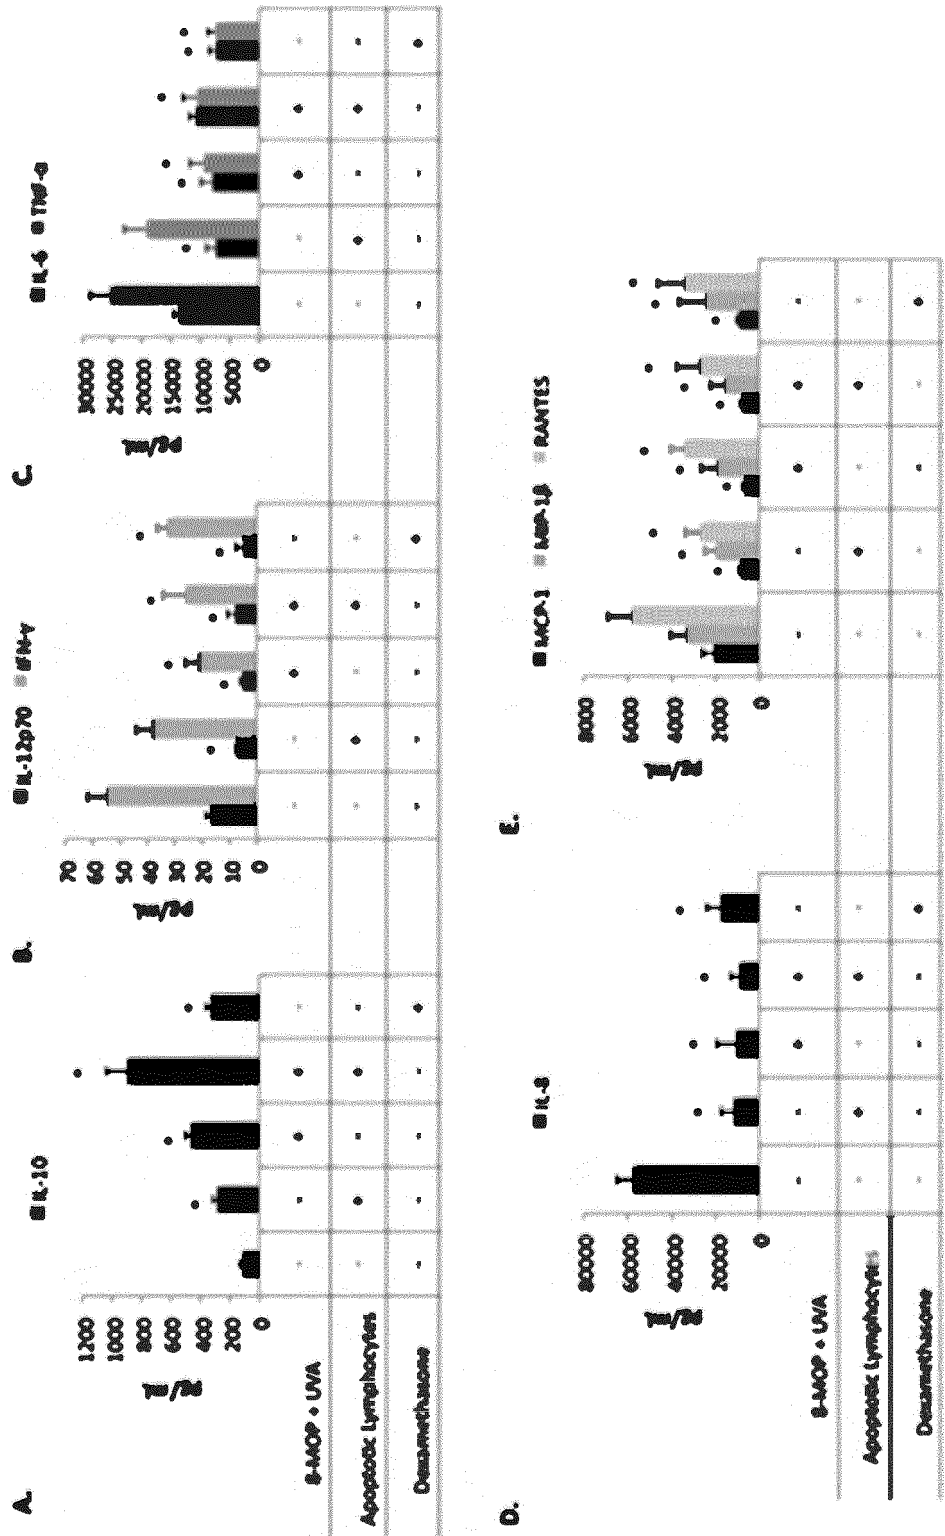 A.
IL-10
pg/mL
1200
1000
800
600
400
200
0
8-MOP + UVA
Apoptotic Lymphocytes
Dexamethasone
B.
IL-12p70 IFN-γ
pg/mL
70
60
50
40
30
20
10
0
C.
IL-6 TNF-α
pg/mL
30000
25000
20000
15000
10000
5000
0
D.
IL-8
pg/mL
80000
60000
40000
20000
0
8-MOP + UVA
Apoptotic Lymphocytes
Dexamethasone
E.
MCP-1 MIP-1β RANTES
pg/mL
8000
6000
4000
2000
0